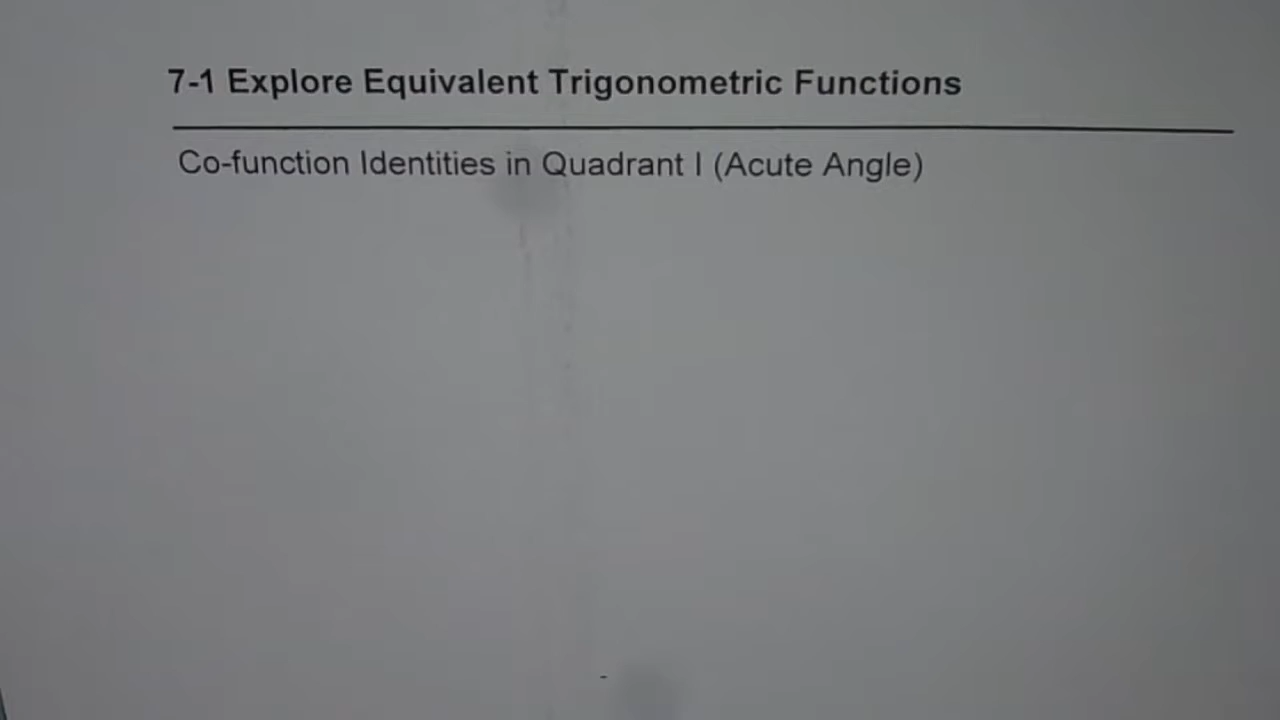 7-1 Explore Equivalent Trigonometric Functions
Co-function Identities in Quadrant I (Acute Angle)